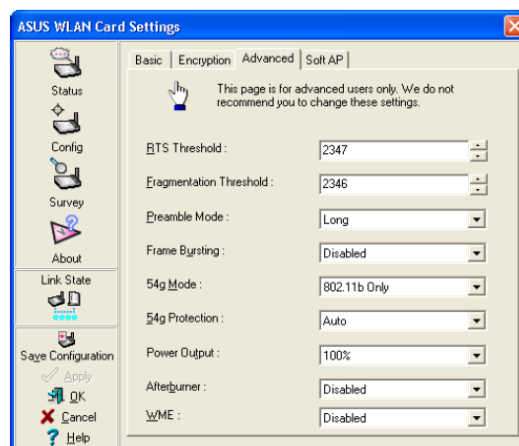 ASUS WLAN Card Settings
Status
Config
Survey
About
Link State
Save Configuration
Apply
OK
Cancel
Help
Basic
Encryption
Advanced
Soft AP
This page is for advanced users only. We do not
recommend you to change these settings.
RTS Threshold : 2347
Fragmentation Threshold : 2346
Preamble Mode : Long
Frame Bursting : Disabled
54g Mode : 802.11b Only
54g Protection : Auto
Power Output : 100%
Afterburner : Disabled
WME : Disabled